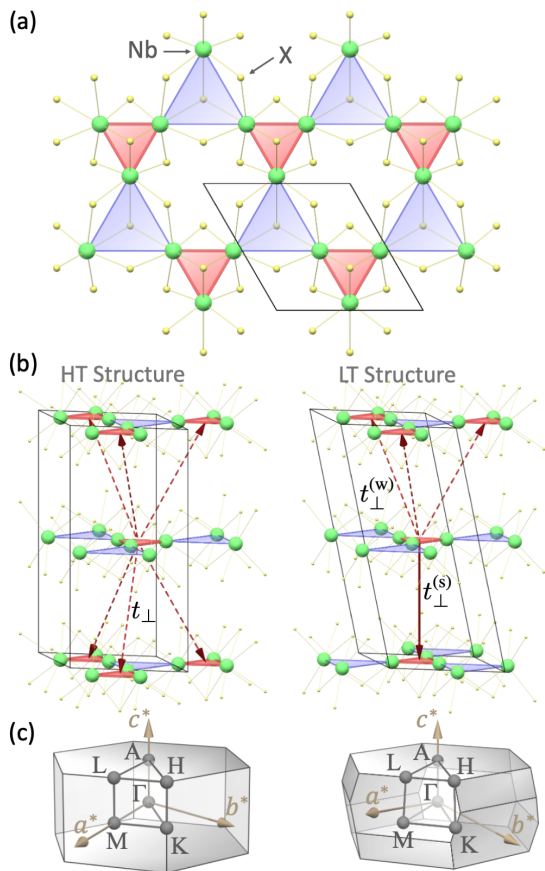 (a)
Nb
X
(b)
HT Structure
LT Structure
t⊥
t⊥(w)
t⊥(s)
(c)
c*
A
L
H
Γ
a*
b*
M
K
c*
A
L
H
Γ
a*
b*
M
K